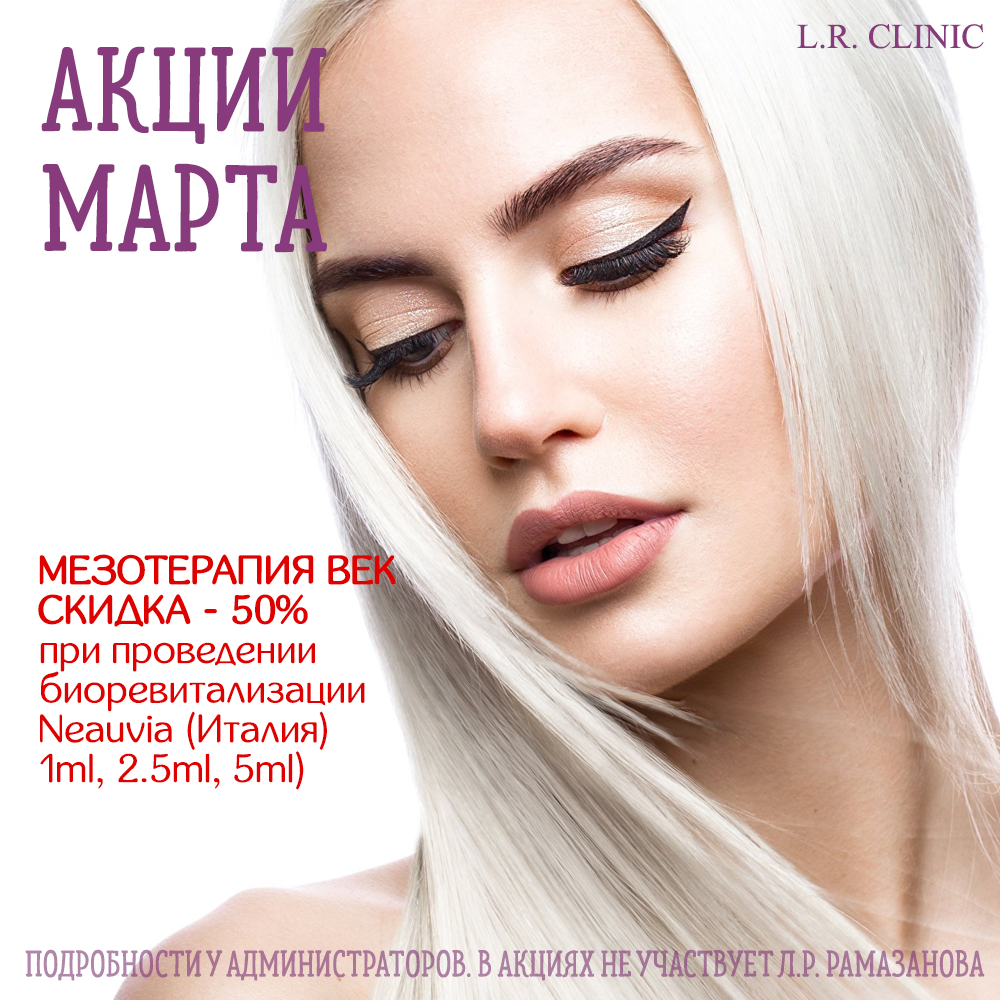 L.R. CLINIC
АКЦИИ
МАРТА
МЕЗОТЕРАПИЯ ВЕК
СКИДКА - 50%
при проведении
биоревитализации
Neauvia (Италия)
1ml, 2.5ml, 5ml)
ПОДРОБНОСТИ У АДМИНИСТРАТОРОВ. В АКЦИЯХ НЕ УЧАСТВУЕТ Л.Р. РАМАЗАНОВА